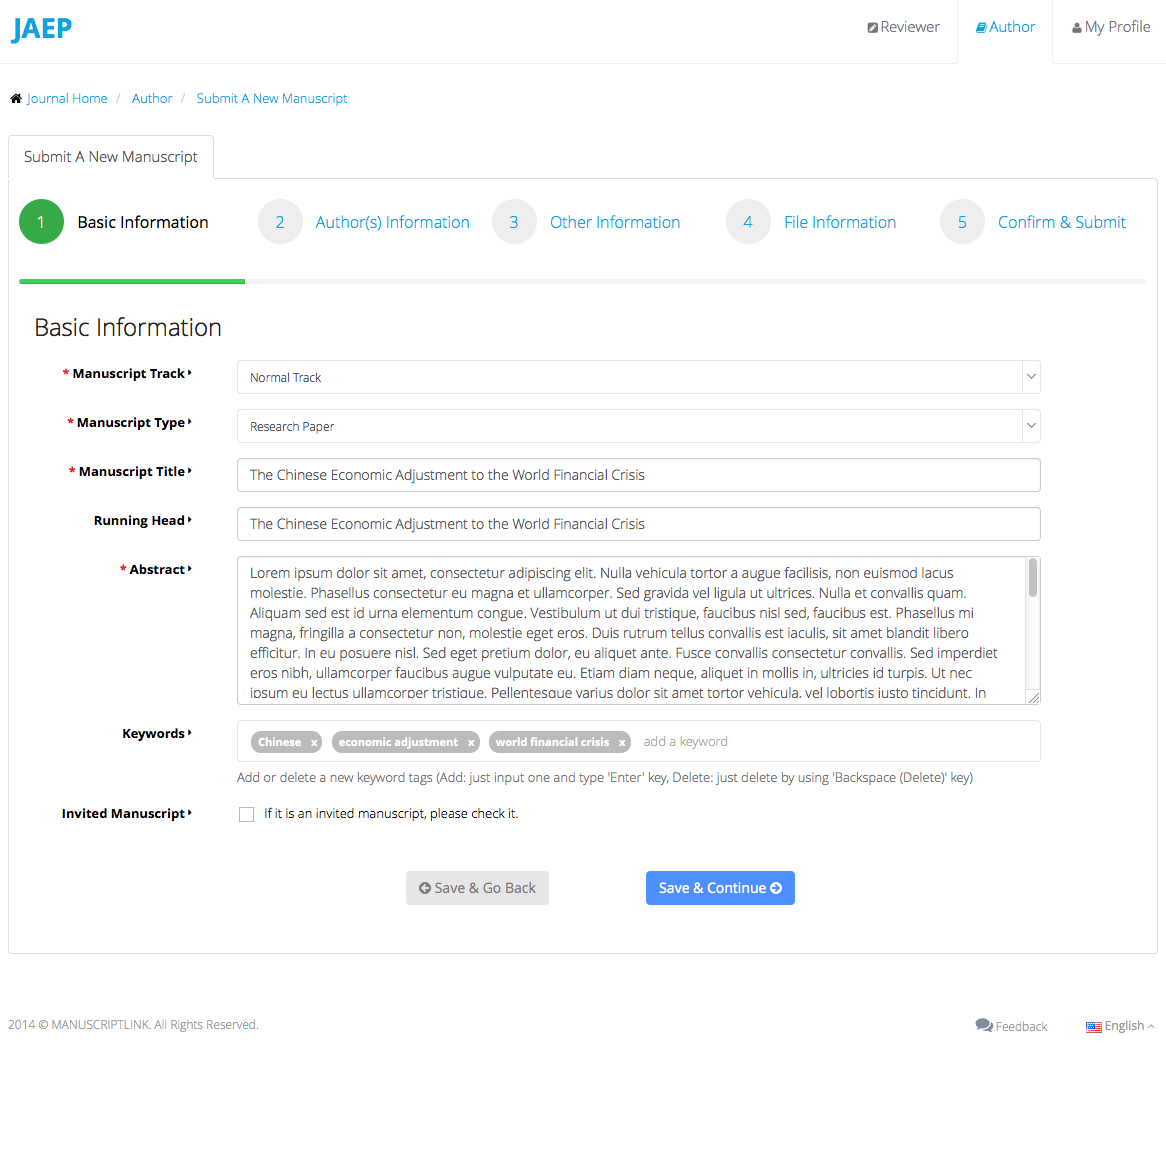 JAEP
Reviewer
Author
My Profile
Journal Home / Author / Submit A New Manuscript
Submit A New Manuscript
1 Basic Information
2 Author(s) Information
3 Other Information
4 File Information
5 Confirm & Submit
Basic Information
* Manuscript Track
Normal Track
* Manuscript Type
Research Paper
* Manuscript Title
The Chinese Economic Adjustment to the World Financial Crisis
Running Head
The Chinese Economic Adjustment to the World Financial Crisis
* Abstract
Lorem ipsum dolor sit amet, consectetur adipiscing elit. Nulla vehicula tortor a augue facilisis, non euismod lacus
molestie. Phasellus consectetur eu magna et ullamcorper. Sed gravida vel ligula ut ultrices. Nulla et convallis quam.
Aliquam sed est id urna elementum congue. Vestibulum ut dui tristique, faucibus nisl sed, faucibus est. Phasellus mi
magna, fringilla a consectetur non, molestie eget eros. Duis rutrum tellus convallis est iaculis, sit amet blandit libero
efficitur. In eu posuere nisl. Sed eget pretium dolor, eu aliquet ante. Fusce convallis consectetur convallis. Sed imperdiet
eros nibh, ullamcorper faucibus augue vulputate eu. Etiam diam neque, aliquet in mollis in, ultricies id turpis. Ut nec
ipsum eu lectus ullamcorper tristique. Pellentesque varius dolor sit amet tortor vehicula, vel lobortis justo tincidunt. In
Keywords
Chinese x economic adjustment x world financial crisis x add a keyword
Add or delete a new keyword tags (Add: just input one and type 'Enter' key, Delete: just delete by using 'Backspace (Delete)' key)
Invited Manuscript
If it is an invited manuscript, please check it.
Save & Go Back
Save & Continue
2014 © MANUSCRIPTLINK. All Rights Reserved.
Feedback
English